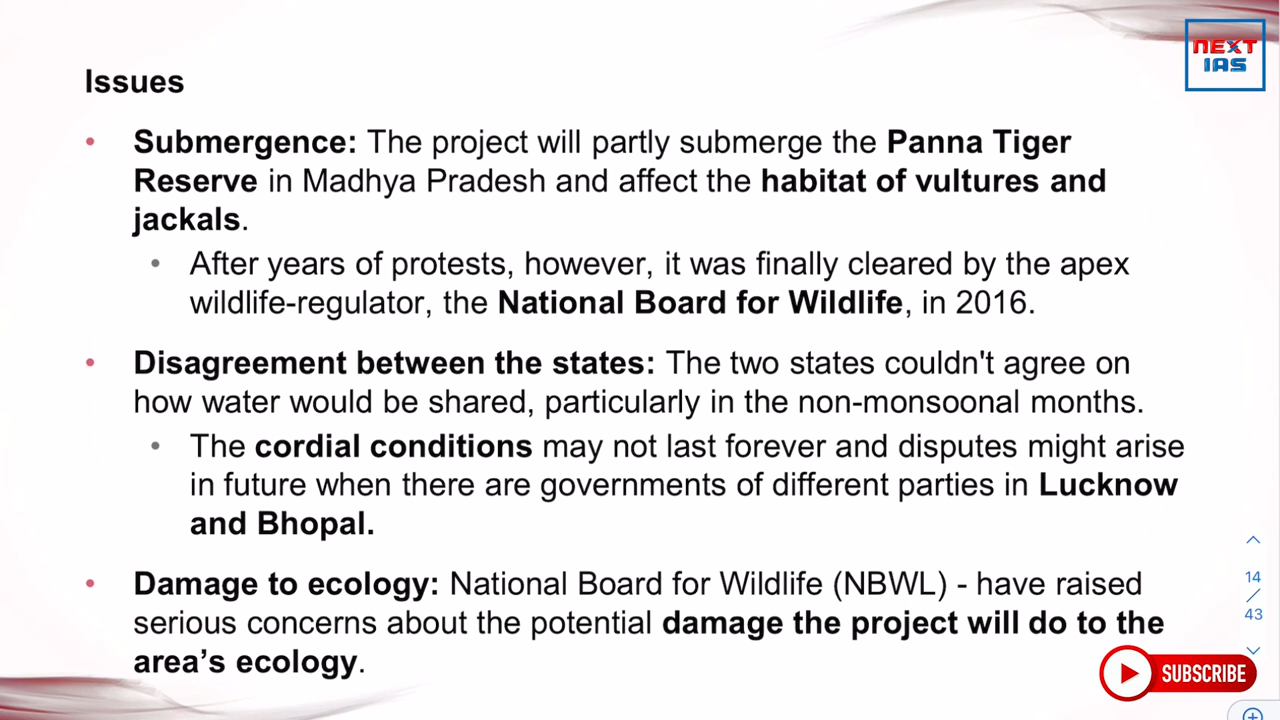 NEXT
IAS
Issues
• Submergence: The project will partly submerge the Panna Tiger
Reserve in Madhya Pradesh and affect the habitat of vultures and
jackals.
• After years of protests, however, it was finally cleared by the apex
wildlife-regulator, the National Board for Wildlife, in 2016.
• Disagreement between the states: The two states couldn't agree on
how water would be shared, particularly in the non-monsoonal months.
• The cordial conditions may not last forever and disputes might arise
in future when there are governments of different parties in Lucknow
and Bhopal.
• Damage to ecology: National Board for Wildlife (NBWL) - have raised
serious concerns about the potential damage the project will do to the
area’s ecology.
14
/
43
SUBSCRIBE